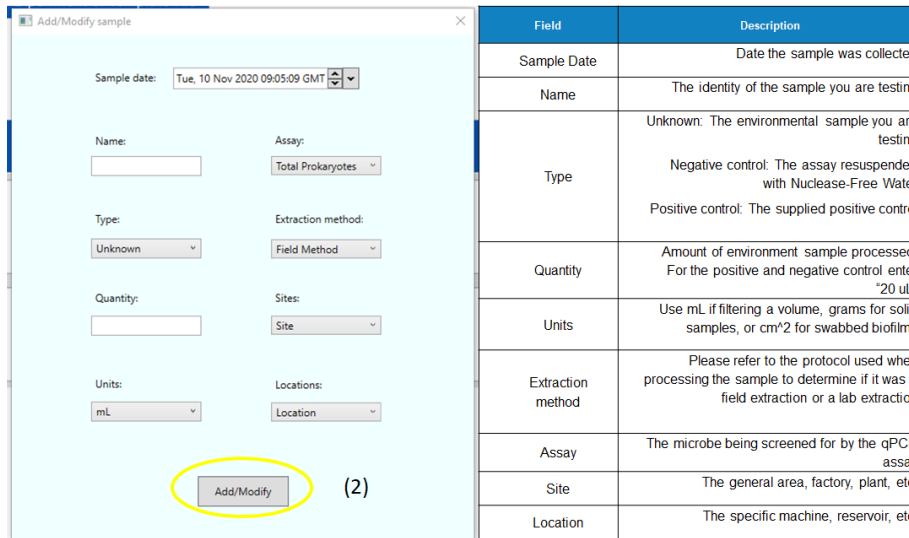 Add/Modify sample
Sample date:
Tue, 10 Nov 2020 09:05:09 GMT
Name:
Assay:
Total Prokaryotes
Type:
Extraction method:
Unknown
Field Method
Quantity:
Sites:
Site
Units:
Locations:
mL
Location
Add/Modify
(2)
Field
Description
Sample Date
Date the sample was collecte
Name
The identity of the sample you are testin
Type
Unknown: The environmental sample you ar
testin
Negative control: The assay resuspende
with Nuclease-Free Wate
Positive control: The supplied positive contr
Quantity
Amount of environment sample processed
For the positive and negative control ente
"20 uL
Units
Use mL if filtering a volume, grams for soli
samples, or cm^2 for swabbed biofilm
Extraction
method
Please refer to the protocol used whe
processing the sample to determine if it was
field extraction or a lab extractio
Assay
The microbe being screened for by the qPC
assa
Site
The general area, factory, plant, et
Location
The specific machine, reservoir, et